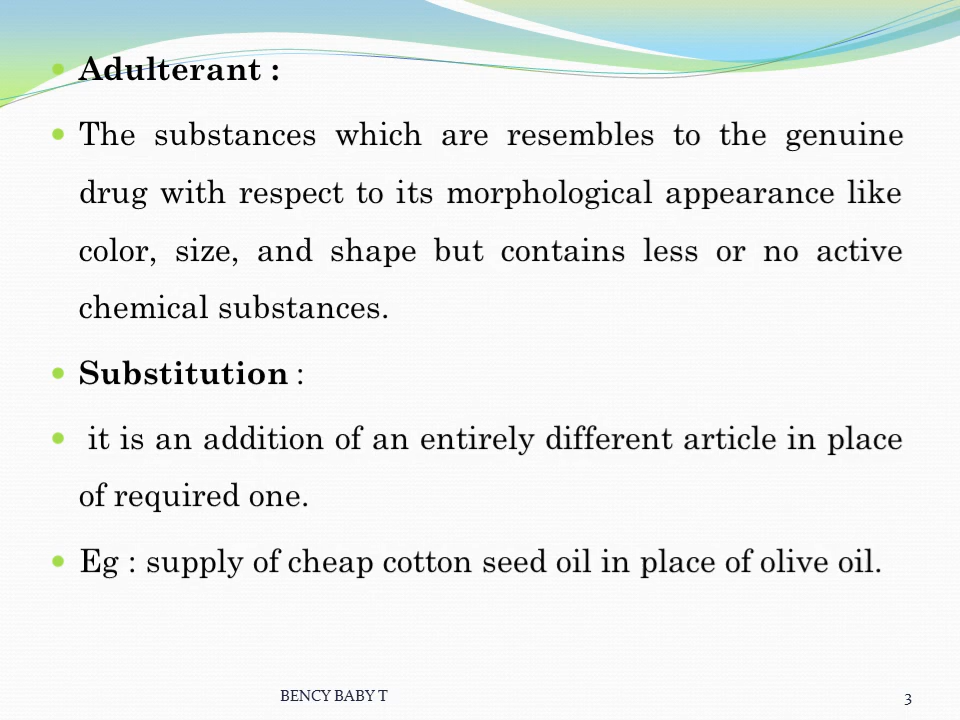 • Adulterant :
• The substances which are resembles to the genuine
drug with respect to its morphological appearance like
color, size, and shape but contains less or no active
chemical substances.
• Substitution :
• it is an addition of an entirely different article in place
of required one.
• Eg : supply of cheap cotton seed oil in place of olive oil.
BENCY BABY T
3